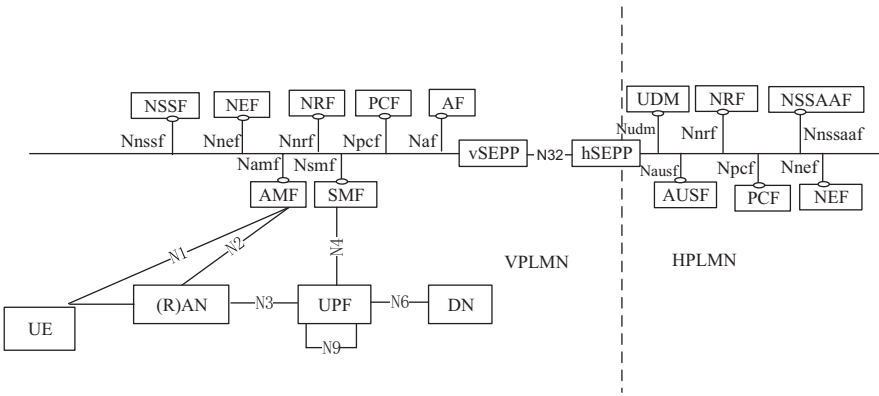 NSSF NEF NRF PCF AF UDM NRF NSSAAF
Nnssf Nnef Nnrf Npcf Naf Nudm Nnrf Nnssaaf
vSEPP N32 hSEPP
Namf Nsmf Nausf Npcf Nnef
AMF SMF AUSF PCF NEF
N1 N2 N4 VPLMN HPLMN
UE (R)AN N3 UPF N6 DN
N9